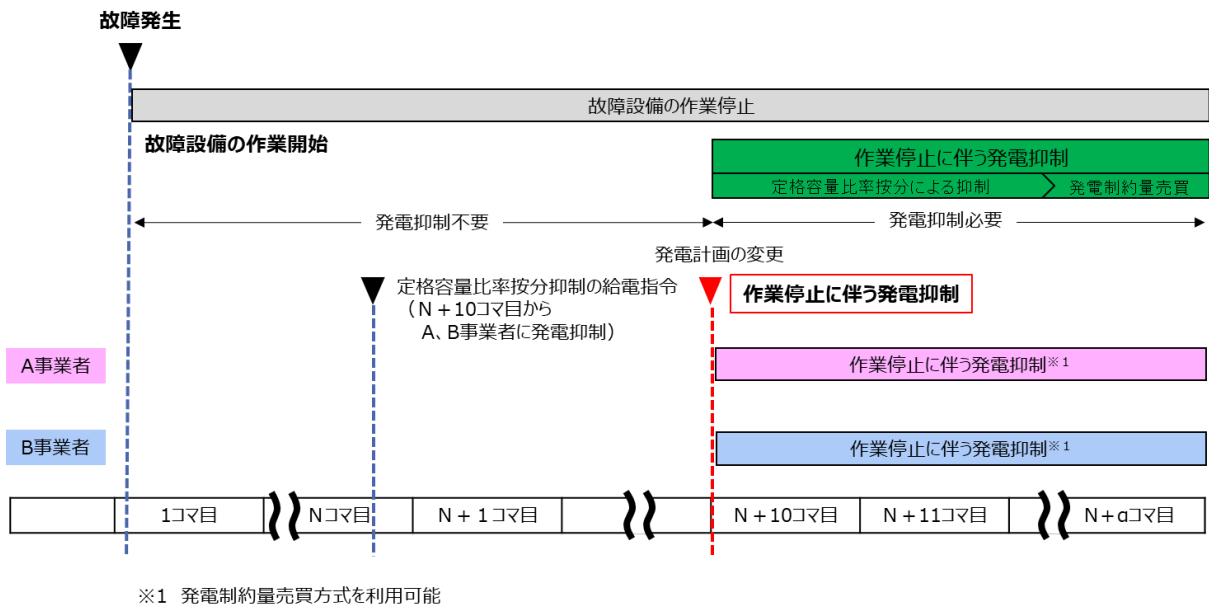 故障発生
故障設備の作業停止
故障設備の作業開始
作業停止に伴う発電抑制
定格容量比率按分による抑制
発電制約量売買
発電抑制不要
発電抑制必要
発電計画の変更
定格容量比率按分抑制の給電指令
（N＋10コマ目から
A、B事業者に発電抑制）
作業停止に伴う発電抑制
A事業者
作業停止に伴う発電抑制※1
B事業者
作業停止に伴う発電抑制※1
1コマ目
Nコマ目
N＋1コマ目
N＋10コマ目
N＋11コマ目
N+αコマ目
※1 発電制約量売買方式を利用可能